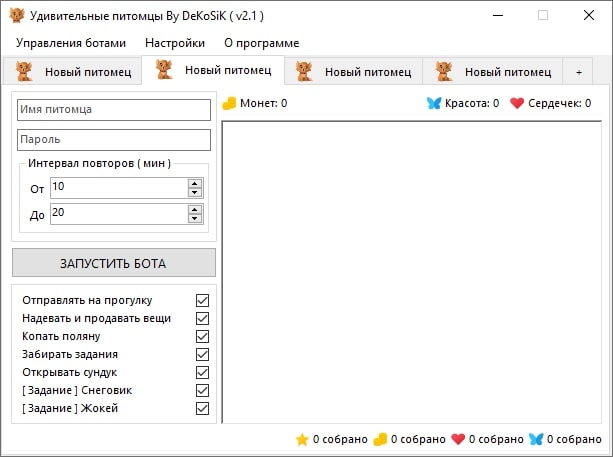 Удивительные питомцы By DeKoSiK ( v2.1 )
Управления ботами Настройки О программе
Новый питомец Новый питомец Новый питомец Новый питомец +
Имя питомца
Пароль
Интервал повторов ( мин )
От 10
До 20
ЗАПУСТИТЬ БОТА
Отправлять на прогулку
Надевать и продавать вещи
Копать поляну
Забирать задания
Открывать сундук
[ Задание ] Снеговик
[ Задание ] Жокей
Монет: 0 Красота: 0 Сердечек: 0
0 собрано 0 собрано 0 собрано 0 собрано